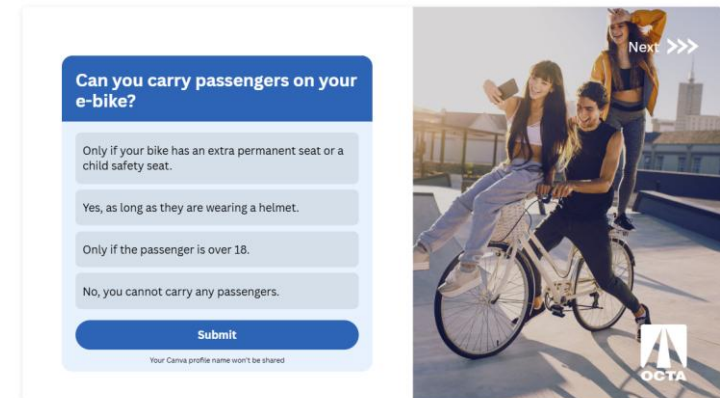 Next >>>
Can you carry passengers on your
e-bike?
Only if your bike has an extra permanent seat or a
child safety seat.
Yes, as long as they are wearing a helmet.
Only if the passenger is over 18.
No, you cannot carry any passengers.
Submit
Your Canva profile name won't be shared
OCTA